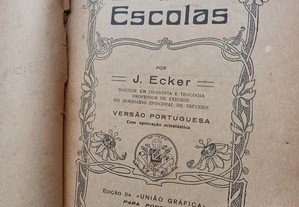 Escolas
POR
J. Ecker
DOUTOR EM FILOSOFIA E TEOLOGIA
PROFESSOR DE EXEGESE
NO SEMINÁRIO EPISCOPAL DE TRÉVERIS
VERSÃO PORTUGUESA
Com aprovação eclesiástica
EDIÇÃO DA «UNIÃO GRÁFICA»
PARA